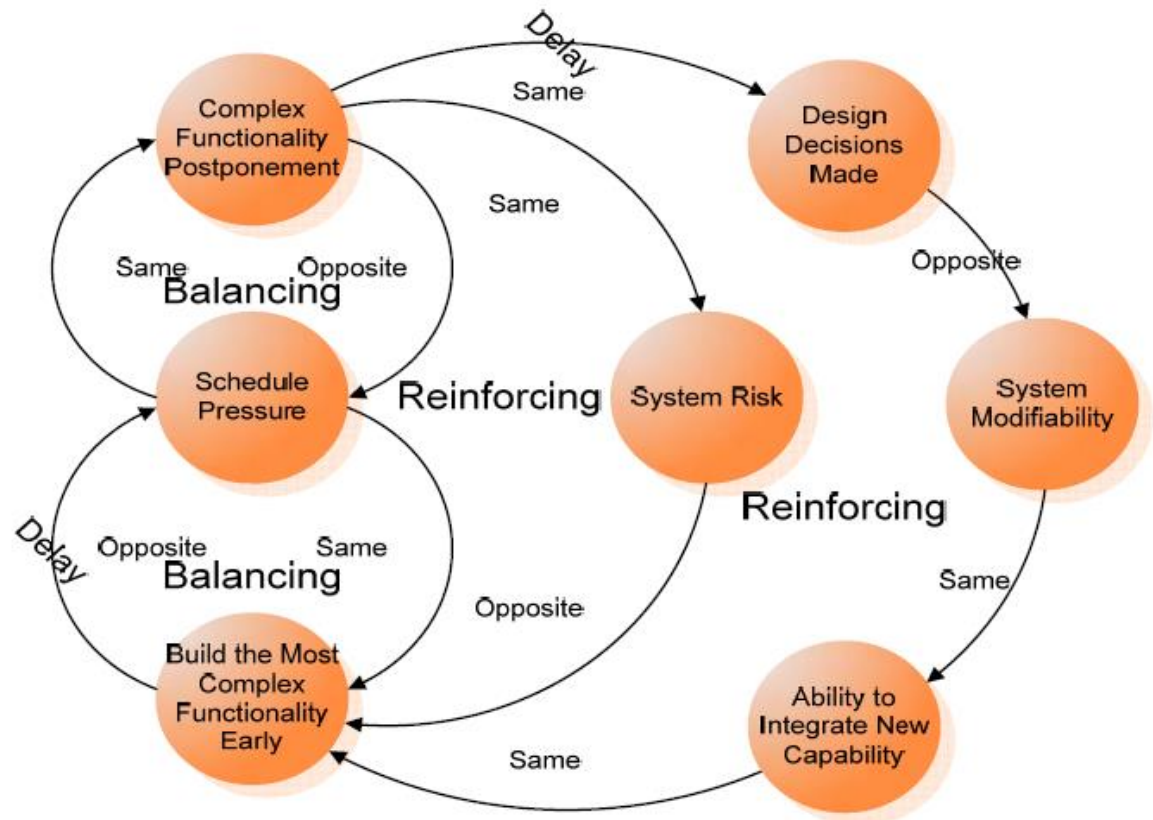 Delay
Same
Complex
Functionality
Postponement
Design
Decisions
Made
Same
Same
Opposite
Balancing
Opposite
Schedule
Pressure
Reinforcing
System Risk
System
Modifiability
Reinforcing
Delay
Opposite
Same
Balancing
Same
Opposite
Build the Most
Complex
Functionality
Early
Ability to
Integrate New
Capability
Same